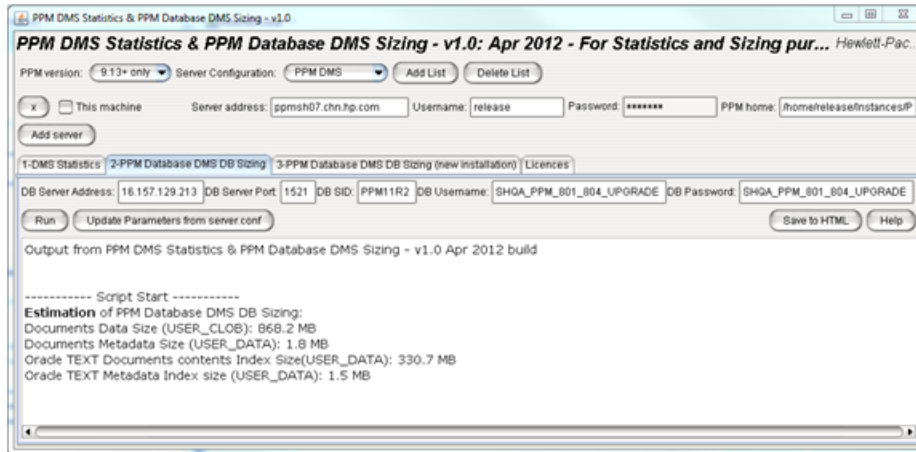 PPM DMS Statistics & PPM Database DMS Sizing - v1.0
PPM DMS Statistics & PPM Database DMS Sizing - v1.0: Apr 2012 - For Statistics and Sizing pur... Hewlett-Pac...
PPM version: 9.13+ only Server Configuration: PPM DMS Add List Delete List
x This machine Server address: ppmsh07.chn.hp.com Username: release Password: ******* PPM home: /home/release/instances/P
Add server
1-DMS Statistics 2-PPM Database DMS DB Sizing 3-PPM Database DMS DB Sizing (new installation) Licences
DB Server Address: 16.157.129.213 DB Server Port: 1521 DB SID: PPM11R2 DB Username: SHQA_PPM_801_804_UPGRADE DB Password: SHQA_PPM_801_804_UPGRADE
Run Update Parameters from server.conf Save to HTML Help
Output from PPM DMS Statistics & PPM Database DMS Sizing - v1.0 Apr 2012 build
----------- Script Start -----------
Estimation of PPM Database DMS DB Sizing:
Documents Data Size (USER_CLOB): 868.2 MB
Documents Metadata Size (USER_DATA): 1.8 MB
Oracle TEXT Documents contents Index Size(USER_DATA): 330.7 MB
Oracle TEXT Metadata Index size (USER_DATA): 1.5 MB